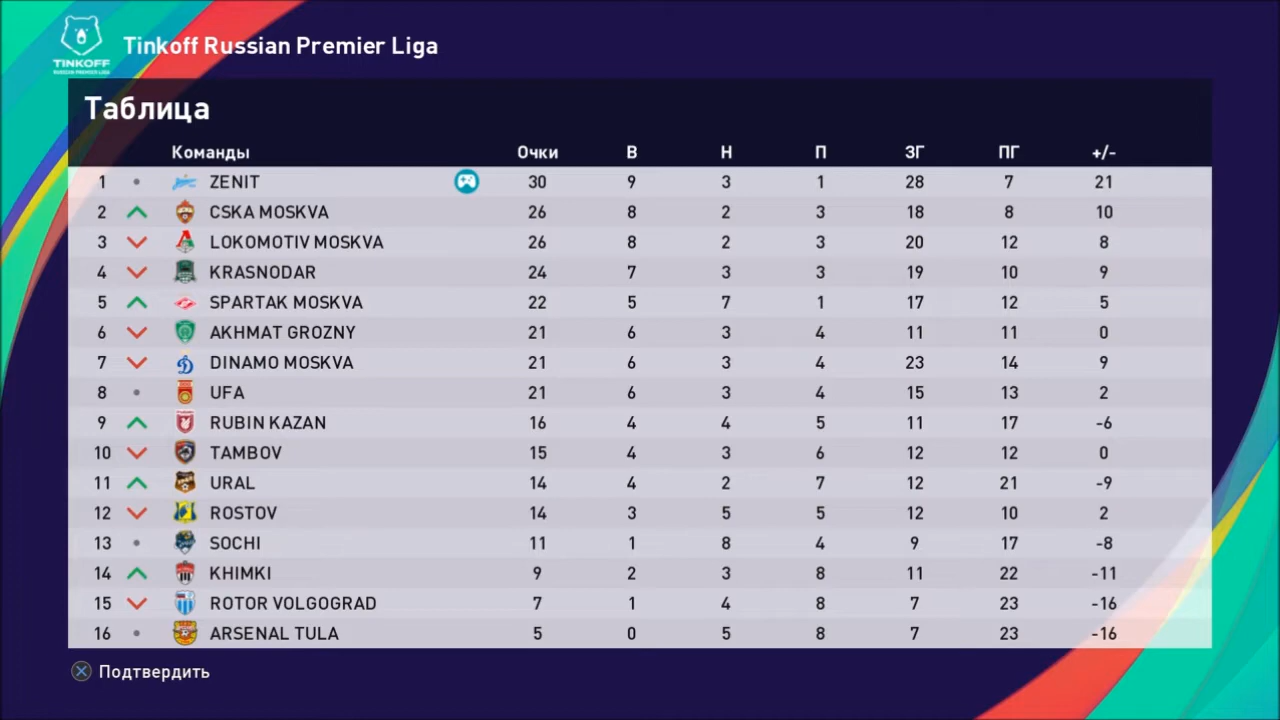 Tinkoff Russian Premier Liga
TINKOFF
RUSSIAN PREMIER LIGA
Таблица
Команды Очки В Н П ЗГ ПГ +/-
1 ZENIT 30 9 3 1 28 7 21
2 CSKA MOSKVA 26 8 2 3 18 8 10
3 LOKOMOTIV MOSKVA 26 8 2 3 20 12 8
4 KRASNODAR 24 7 3 3 19 10 9
5 SPARTAK MOSKVA 22 5 7 1 17 12 5
6 AKHMAT GROZNY 21 6 3 4 11 11 0
7 DINAMO MOSKVA 21 6 3 4 23 14 9
8 UFA 21 6 3 4 15 13 2
9 RUBIN KAZAN 16 4 4 5 11 17 -6
10 TAMBOV 15 4 3 6 12 12 0
11 URAL 14 4 2 7 12 21 -9
12 ROSTOV 14 3 5 5 12 10 2
13 SOCHI 11 1 8 4 9 17 -8
14 KHIMKI 9 2 3 8 11 22 -11
15 ROTOR VOLGOGRAD 7 1 4 8 7 23 -16
16 ARSENAL TULA 5 0 5 8 7 23 -16
Подтвердить